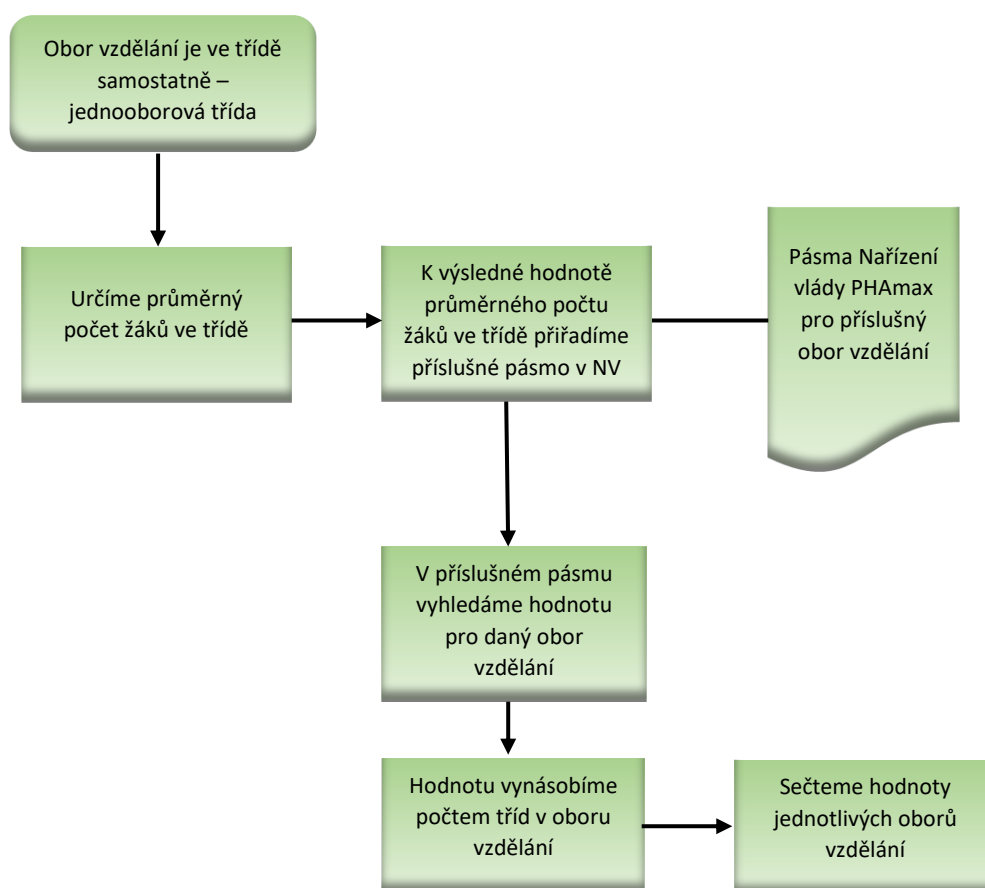 Obor vzdělání je ve třídě
samostatně –
jednooborová třída
Určíme průměrný
počet žáků ve třídě
K výsledné hodnotě
průměrného počtu
žáků ve třídě přiřadíme
příslušné pásmo v NV
Pásma Nařízení
vlády PHAmax
pro příslušný
obor vzdělání
V příslušném pásmu
vyhledáme hodnotu
pro daný obor
vzdělání
Hodnotu vynásobíme
počtem tříd v oboru
vzdělání
Sečteme hodnoty
jednotlivých oborů
vzdělání